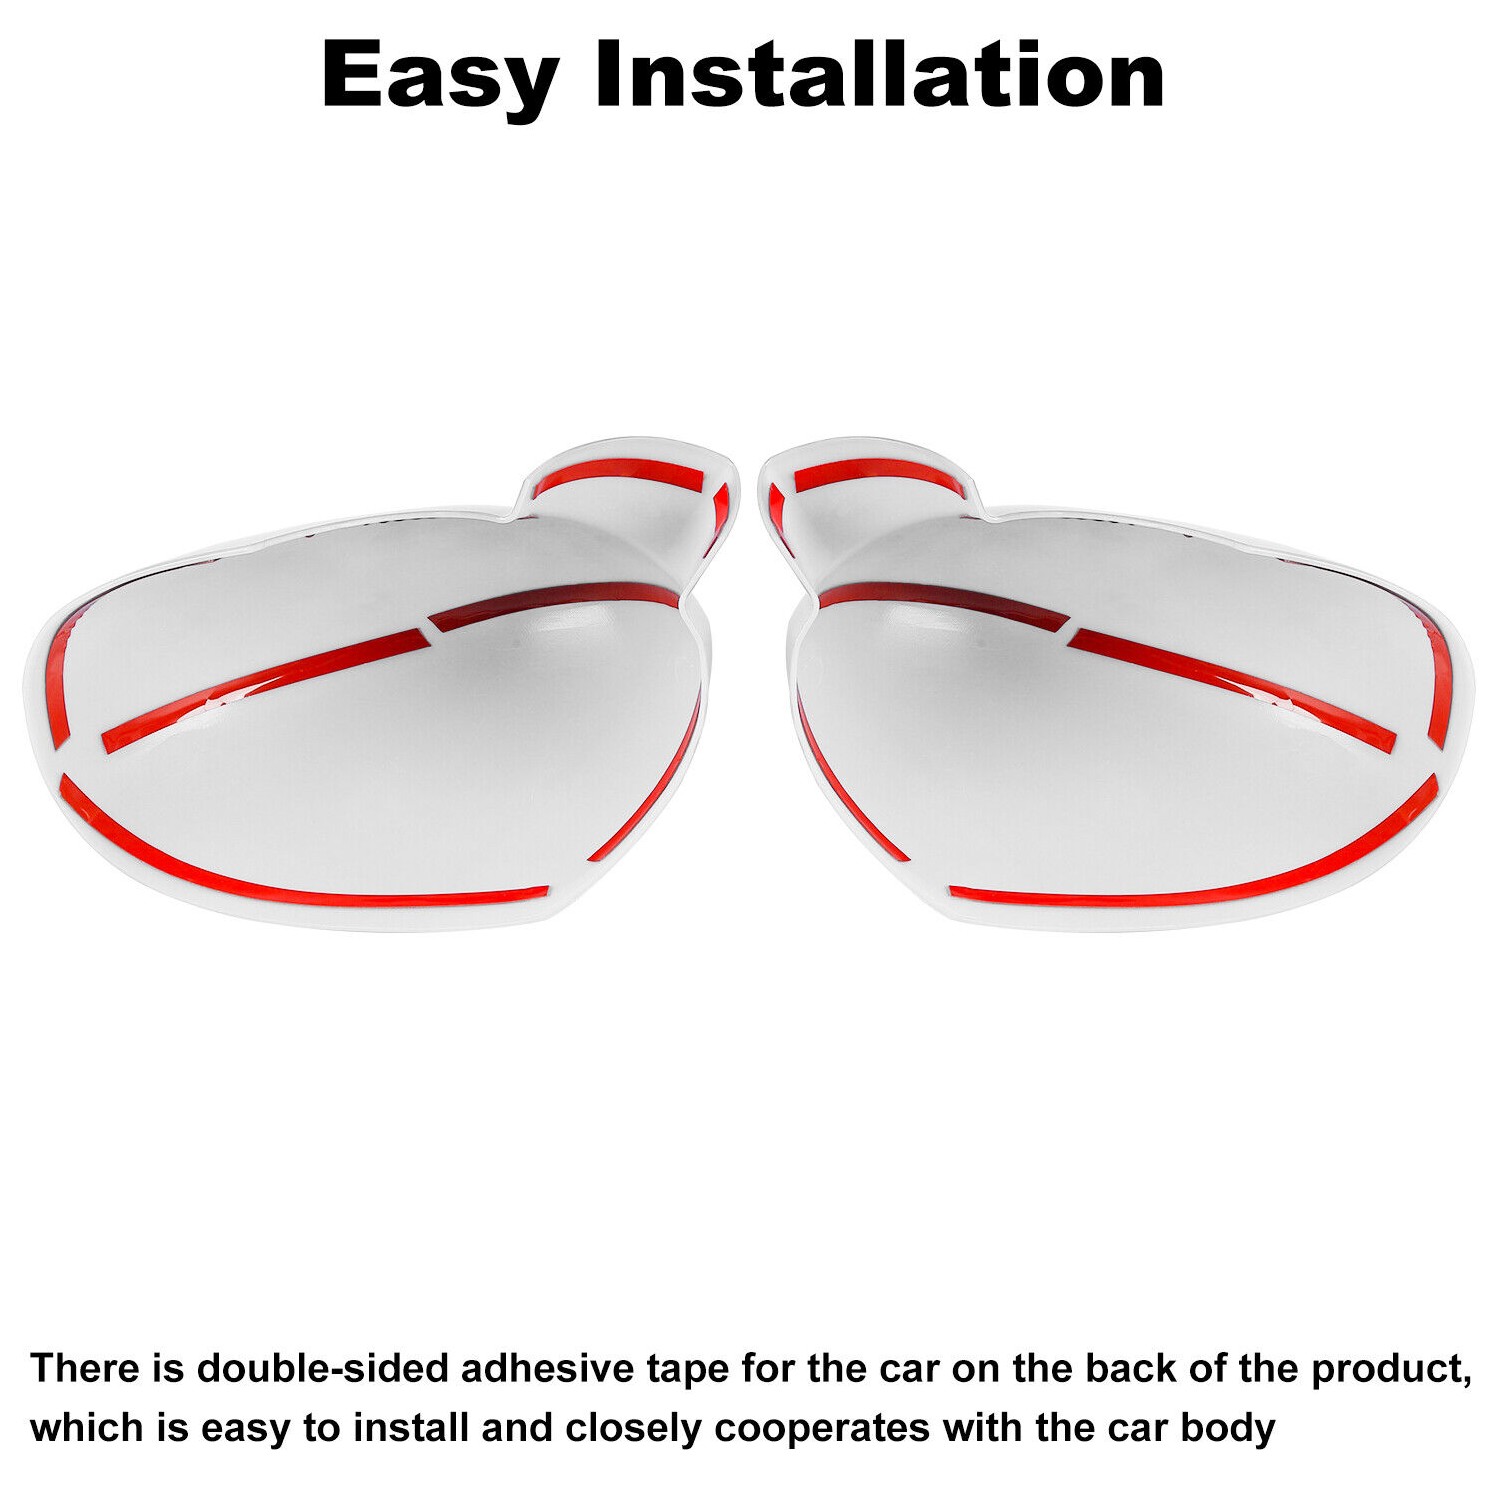 Easy Installation
There is double-sided adhesive tape for the car on the back of the product,
which is easy to install and closely cooperates with the car body